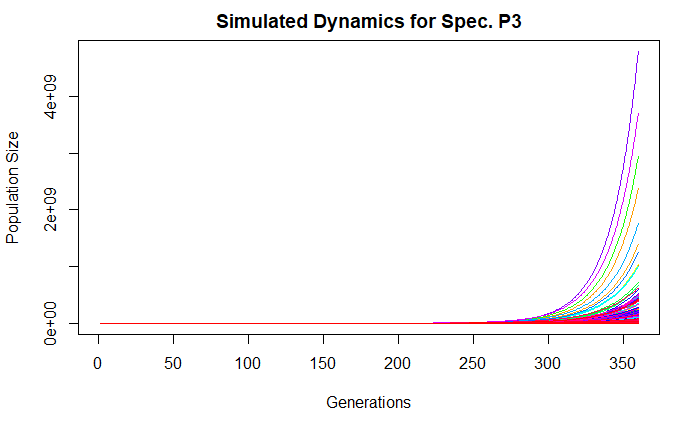 Simulated Dynamics for Spec. P3
Population Size
4e+09
2e+09
0e+00
0 50 100 150 200 250 300 350
Generations